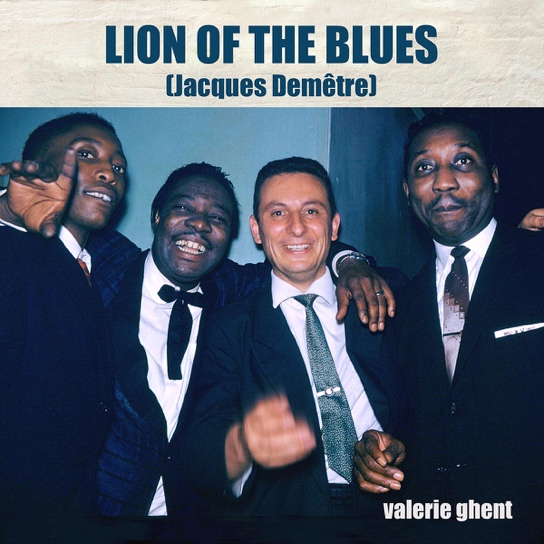 LION OF THE BLUES
(Jacques Demêtre)
valerie ghent